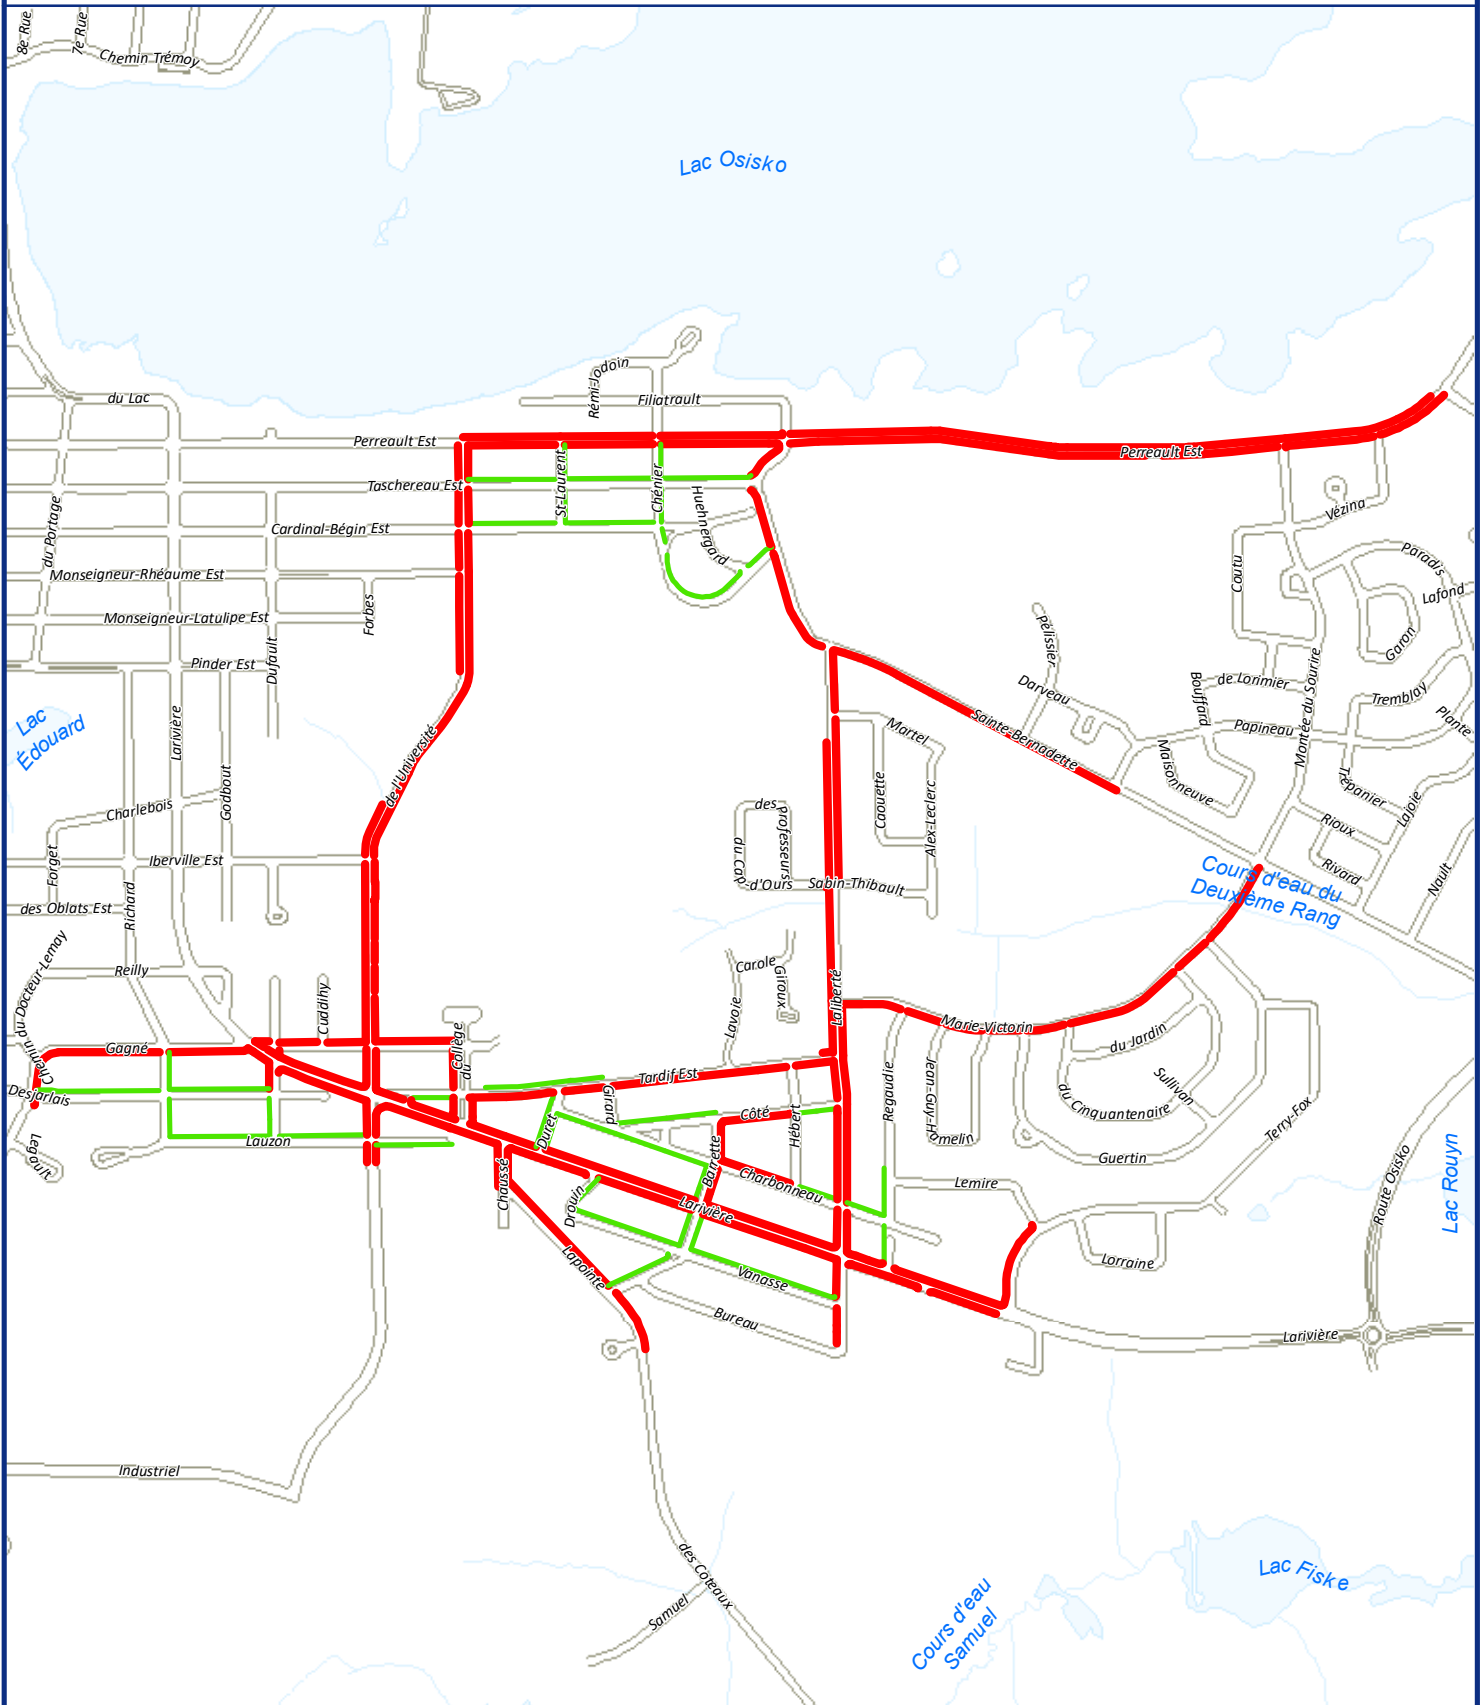 8e Rue
7e Rue
Chemin Trémoy
Lac Osisko
Rémi-Jodoin
du Lac
Filiatrault
Perreault Est
Perreault Est
Taschereau Est
St-Laurent
Chénier
Huehnergard
Cardinal-Bégin Est
du Portage
Vézina
Monseigneur-Rhéaume Est
Coutu
Paradis
Lafond
Monseigneur-Latulipe Est
Forbes
Pélissier
Garon
Pinder Est
Dufault
Darveau
Bouffard
de Lorimier
Montée du Sourire
Tremblay
Lac
Édouard
Larivière
de l'Université
Martel
Sainte-Bernadette
Papineau
Plante
Maisonneuve
Trépanier
Godbout
Charlebois
des
Professeurs
du Cap
-d'Ours
Caouette
Alex-Leclerc
Rioux
Lajoie
Forget
Iberville Est
Sabin-Thibault
Rivard
Nault
Cours d'eau du
Deuxième Rang
des Oblats Est
Richard
du Docteur-Lemay
Reilly
Carole
Giroux
Lavoie
Laliberté
Cuddihy
Marie-Victorin
du Jardin
Gagné
Chemin
du Collège
Tardif Est
Regaudie
Jean-Guy-Hamelin
Sullivan
du Cinquantenaire
Desjarlais
Girard
Côté
Hébert
Duret
Terry-Fox
Legault
Lauzon
Barrette
Guertin
Chaussé
Charbonneau
Lemire
Route Osisko
Lac Rouyn
Drouin
Larivière
Lapointe
Vanasse
Lorraine
Bureau
Larivière
Industriel
des Coteaux
Samuel
Lac Fiske
Cours d'eau
Samuel